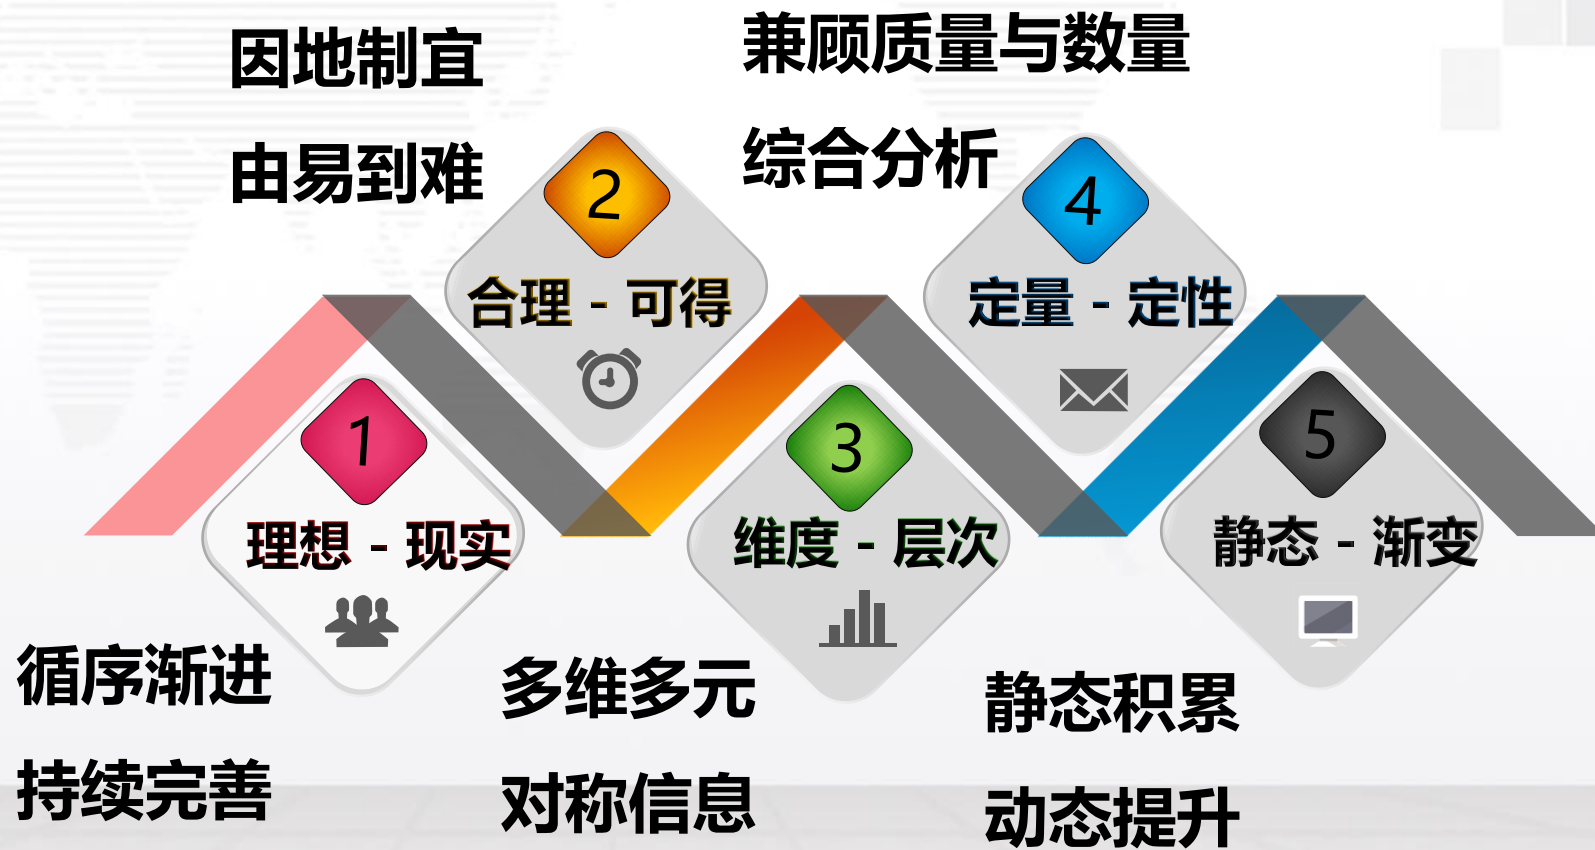 因地制宜
由易到难
兼顾质量与数量
综合分析
2
合理 - 可得
4
定量 - 定性
1
理想 - 现实
3
维度 - 层次
5
静态 - 渐变
循序渐进
持续完善
多维多元
对称信息
静态积累
动态提升